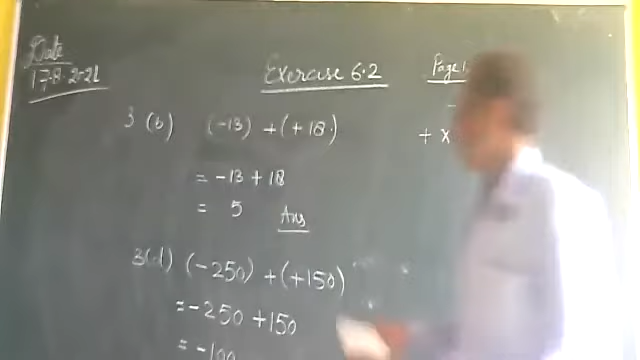 Date
17.8.2021
Exercise 6.2
Page
3 (b) (-13) + (+18)
+ x
= -13 + 18
= 5 Ans
3(d) (-250) + (+150)
= -250 + 150
= -100